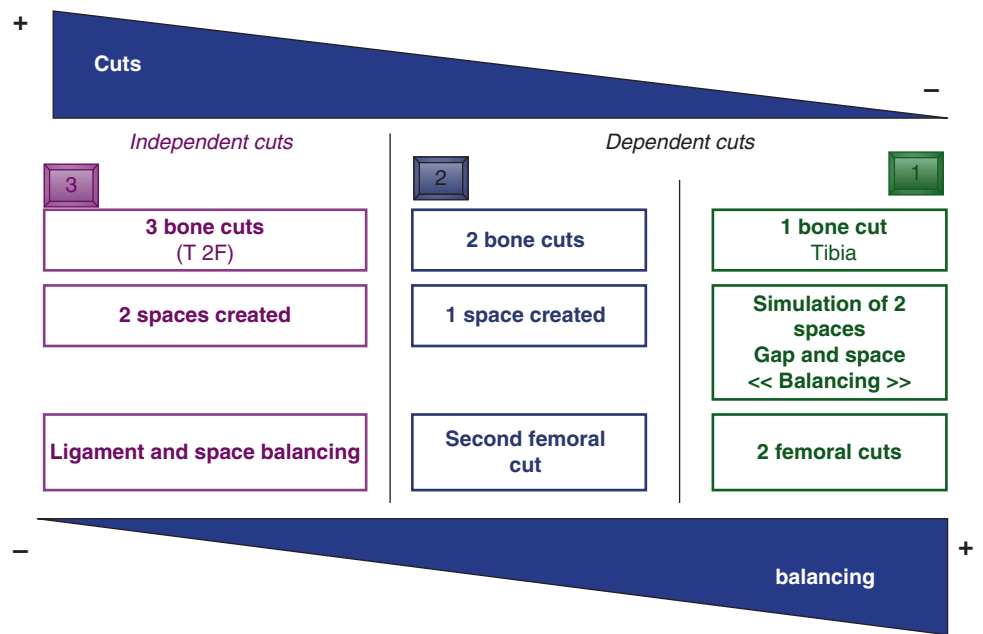 +
Cuts
–
Independent cuts
Dependent cuts
3
2
1
3 bone cuts
(T 2F)
2 bone cuts
1 bone cut
Tibia
2 spaces created
1 space created
Simulation of 2
spaces
Gap and space
<< Balancing >>
Ligament and space balancing
Second femoral
cut
2 femoral cuts
–
+
balancing